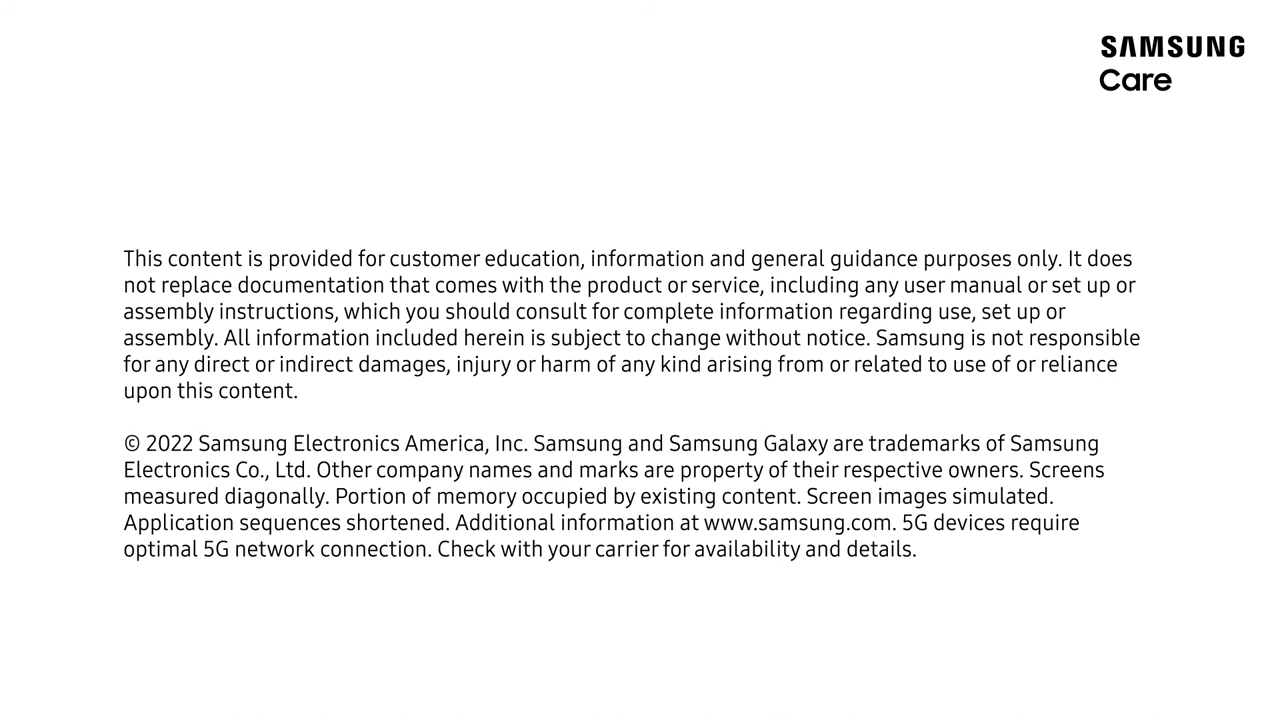 SAMSUNG
Care
This content is provided for customer education, information and general guidance purposes only. It does
not replace documentation that comes with the product or service, including any user manual or set up or
assembly instructions, which you should consult for complete information regarding use, set up or
assembly. All information included herein is subject to change without notice. Samsung is not responsible
for any direct or indirect damages, injury or harm of any kind arising from or related to use of or reliance
upon this content.
© 2022 Samsung Electronics America, Inc. Samsung and Samsung Galaxy are trademarks of Samsung
Electronics Co., Ltd. Other company names and marks are property of their respective owners. Screens
measured diagonally. Portion of memory occupied by existing content. Screen images simulated.
Application sequences shortened. Additional information at www.samsung.com. 5G devices require
optimal 5G network connection. Check with your carrier for availability and details.